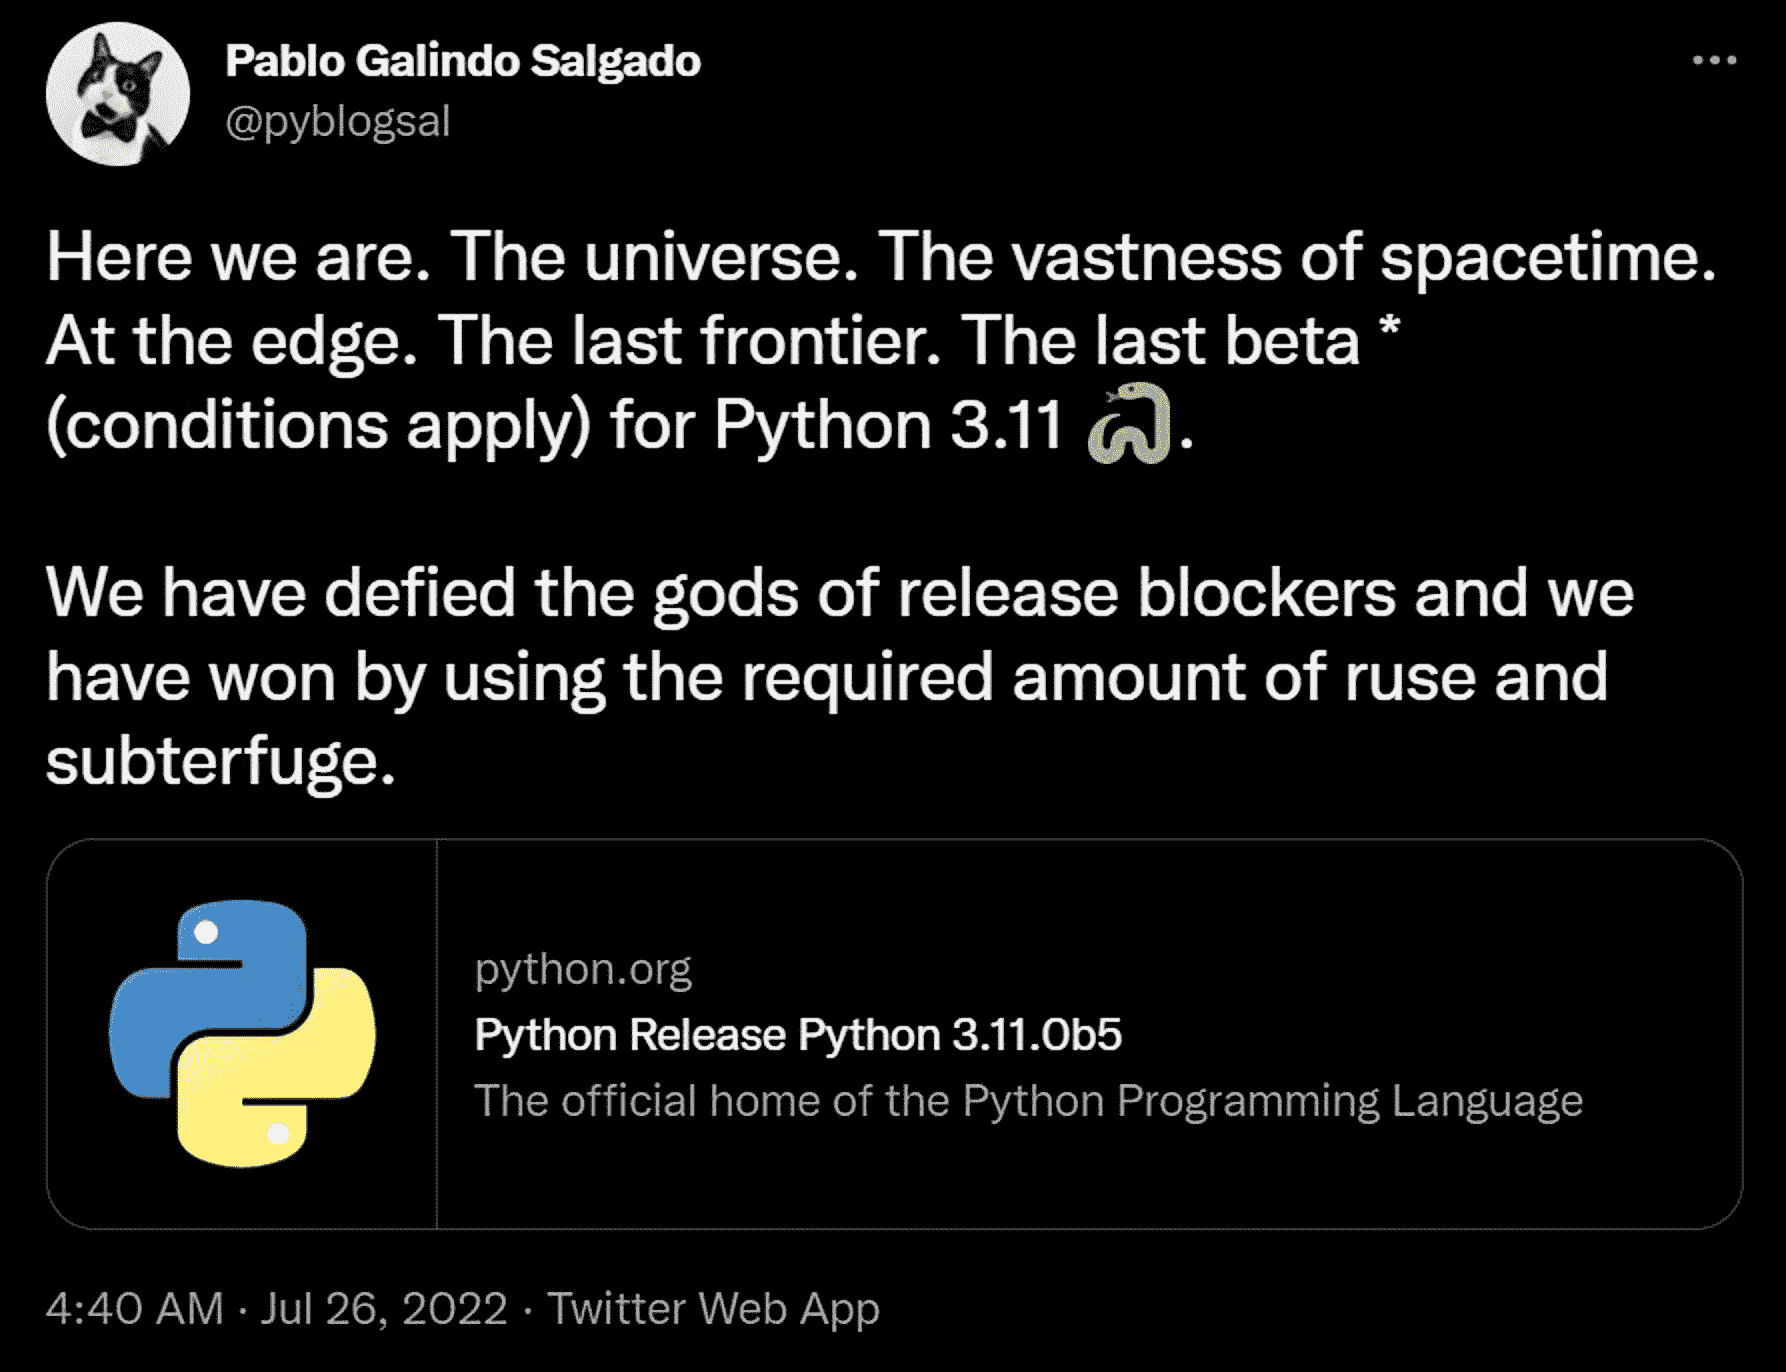 Pablo Galindo Salgado
@pyblogsal
Here we are. The universe. The vastness of spacetime.
At the edge. The last frontier. The last beta *
(conditions apply) for Python 3.11 🐍.
We have defied the gods of release blockers and we
have won by using the required amount of ruse and
subterfuge.
python.org
Python Release Python 3.11.0b5
The official home of the Python Programming Language
4:40 AM · Jul 26, 2022 · Twitter Web App